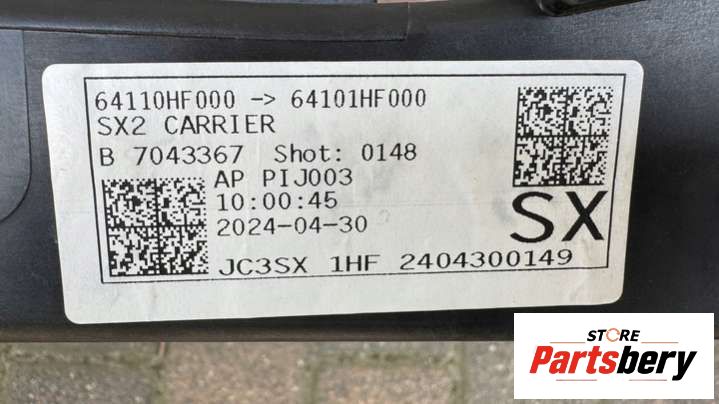 64110HF000 -> 64101HF000
SX2 CARRIER
B 7043367 Shot: 0148
AP PIJ003
10:00:45
2024-04-30
SX
JC3SX 1HF 2404300149
STORE
Partsbery